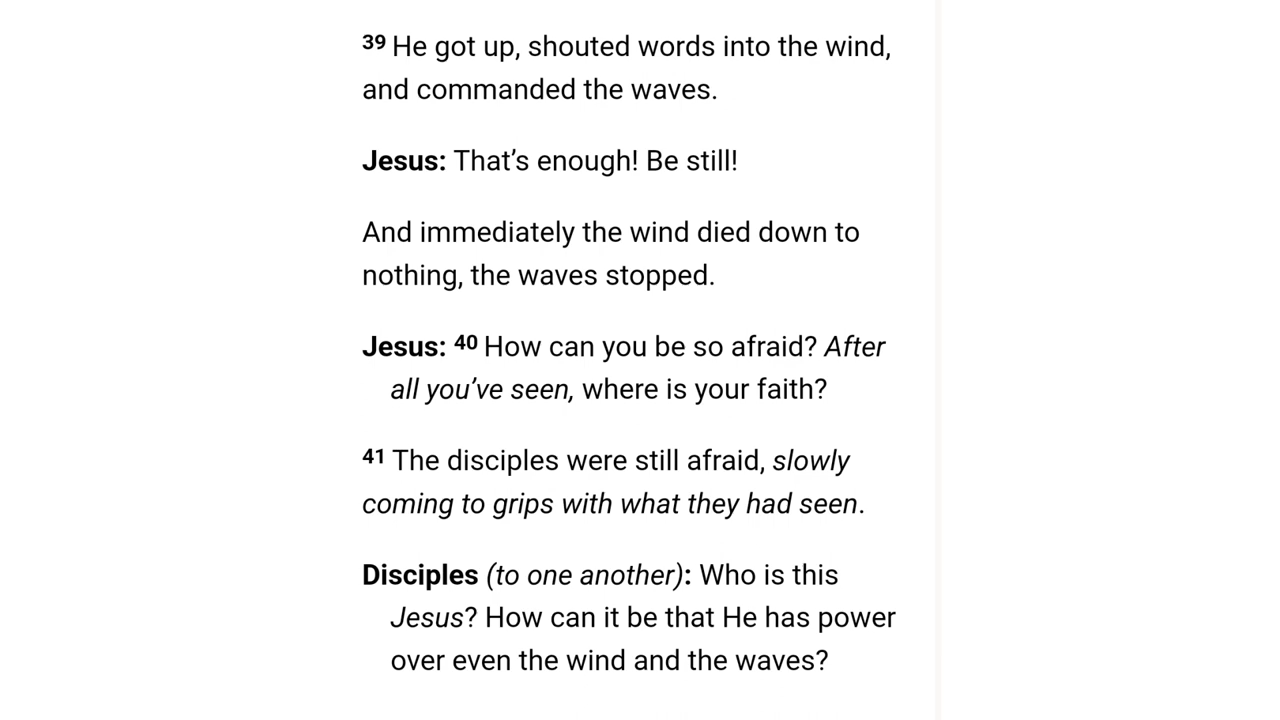 39 He got up, shouted words into the wind,
and commanded the waves.
Jesus: That’s enough! Be still!
And immediately the wind died down to
nothing, the waves stopped.
Jesus: 40 How can you be so afraid? After
all you’ve seen, where is your faith?
41 The disciples were still afraid, slowly
coming to grips with what they had seen.
Disciples (to one another): Who is this
Jesus? How can it be that He has power
over even the wind and the waves?